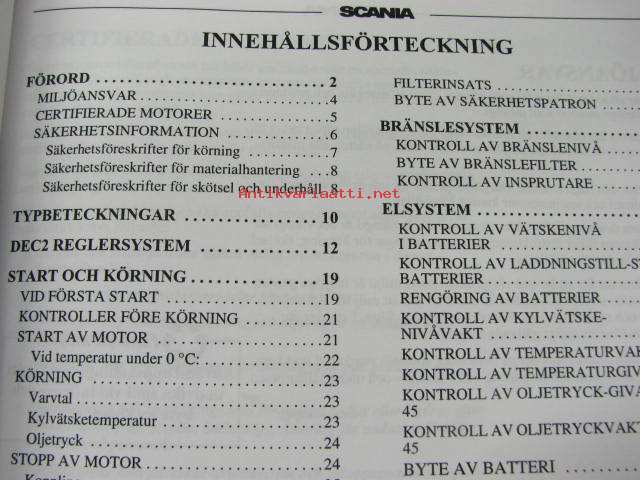 SCANIA
INNEHÅLLSFÖRTECKNING
FÖRORD 2
MILJÖANSVAR 4
CERTIFIERADE MOTORER 5
SÄKERHETSINFORMATION 6
Säkerhetsföreskrifter för körning 7
Säkerhetsföreskrifter för materialhantering 8
Säkerhetsföreskrifter för skötsel och underhåll 8
TYPBETECKNINGAR 10
DEC2 REGLERSYSTEM 12
START OCH KÖRNING 19
VID FÖRSTA START 19
KONTROLLER FÖRE KÖRNING 21
START AV MOTOR 21
Vid temperatur under 0 °C: 22
KÖRNING 23
Varvtal 23
Kylvätsketemperatur 23
Oljetryck 24
STOPP AV MOTOR 24
FILTERINSATS
BYTE AV SÄKERHETSPATRON
BRÄNSLESYSTEM
KONTROLL AV BRÄNSLENIVÅ
BYTE AV BRÄNSLEFILTER
KONTROLL AV INSPRUTARE
ELSYSTEM
KONTROLL AV VÄTSKENIVÅ
I BATTERIER
KONTROLL AV LADDNINGSTILL-S
BATTERIER
RENGÖRING AV BATTERIER
KONTROLL AV KYLVÄTSKE-
NIVÅVAKT
KONTROLL AV TEMPERATURVAK
KONTROLL AV TEMPERATURGIV
KONTROLL AV OLJETRYCK-GIVA
45
KONTROLL AV OLJETRYCKVAKT
45
BYTE AV BATTERI
Antikvariaatti.net